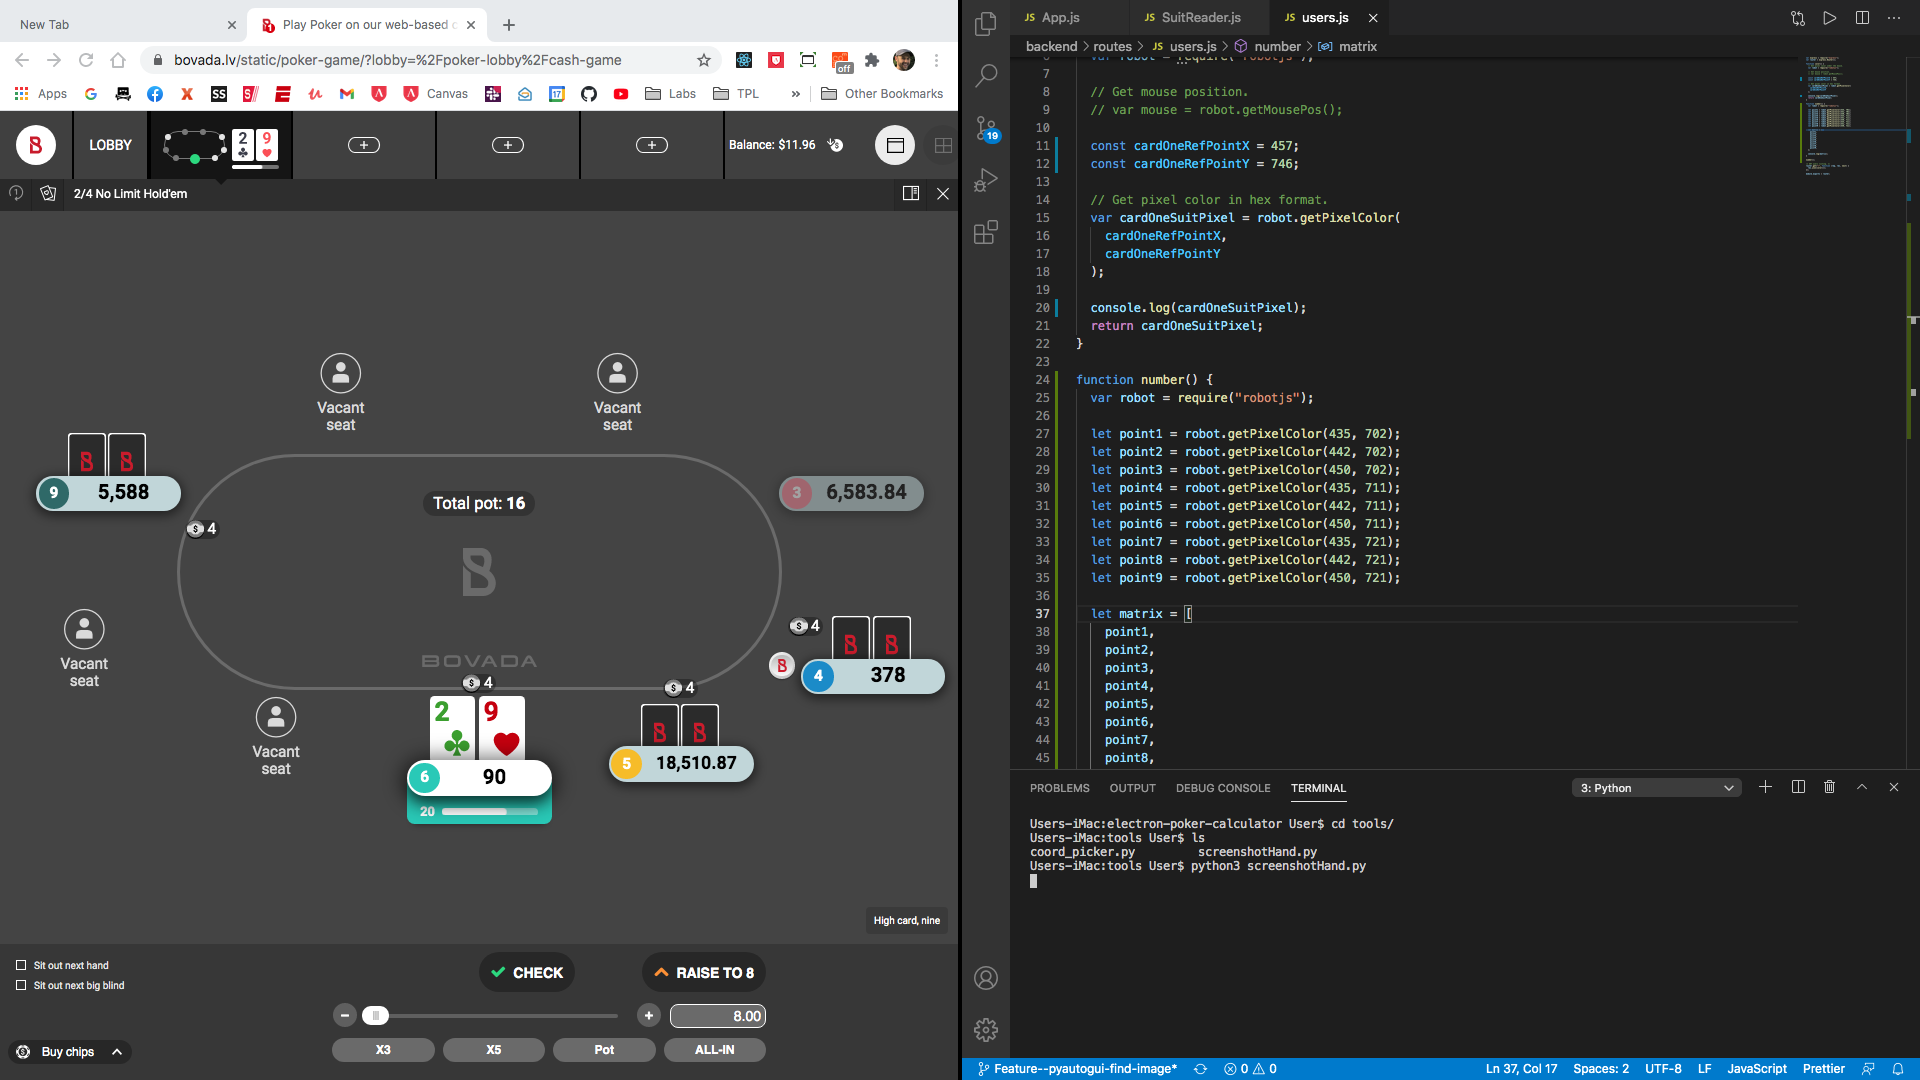 New Tab
Play Poker on our web-based c
bovada.lv/static/poker-game/?lobby=%2Fpoker-lobby%2Fcash-game
off
Apps
SS
Canvas
17
Labs
TPL
»
Other Bookmarks
LOBBY
2 9
Balance: $11.96
2/4 No Limit Hold'em
Vacant
seat
Vacant
seat
9 5,588
Total pot: 16
3 6,583.84
4
4
Vacant
seat
BOVADA
4 378
4
4
Vacant
seat
2 9
6 90
20
5 18,510.87
High card, nine
Sit out next hand
Sit out next big blind
CHECK
RAISE TO 8
8.00
Buy chips
X3
X5
Pot
ALL-IN
JS App.js
JS SuitReader.js
JS users.js
backend > routes > JS users.js > number > matrix
19
6 var robot = require("robotjs");
7
8 // Get mouse position.
9 // var mouse = robot.getMousePos();
10
11 const cardOneRefPointX = 457;
12 const cardOneRefPointY = 746;
13
14 // Get pixel color in hex format.
15 var cardOneSuitPixel = robot.getPixelColor(
16 cardOneRefPointX,
17 cardOneRefPointY
18 );
19
20 console.log(cardOneSuitPixel);
21 return cardOneSuitPixel;
22 }
23
24 function number() {
25 var robot = require("robotjs");
26
27 let point1 = robot.getPixelColor(435, 702);
28 let point2 = robot.getPixelColor(442, 702);
29 let point3 = robot.getPixelColor(450, 702);
30 let point4 = robot.getPixelColor(435, 711);
31 let point5 = robot.getPixelColor(442, 711);
32 let point6 = robot.getPixelColor(450, 711);
33 let point7 = robot.getPixelColor(435, 721);
34 let point8 = robot.getPixelColor(442, 721);
35 let point9 = robot.getPixelColor(450, 721);
36
37 let matrix = [
38 point1,
39 point2,
40 point3,
41 point4,
42 point5,
43 point6,
44 point7,
45 point8,
PROBLEMS
OUTPUT
DEBUG CONSOLE
TERMINAL
3: Python
Users-iMac:electron-poker-calculator User$ cd tools/
Users-iMac:tools User$ ls
coord_picker.py screenshotHand.py
Users-iMac:tools User$ python3 screenshotHand.py
Feature--pyautogui-find-image*
0 0
Ln 37, Col 17
Spaces: 2
UTF-8
LF
JavaScript
Prettier